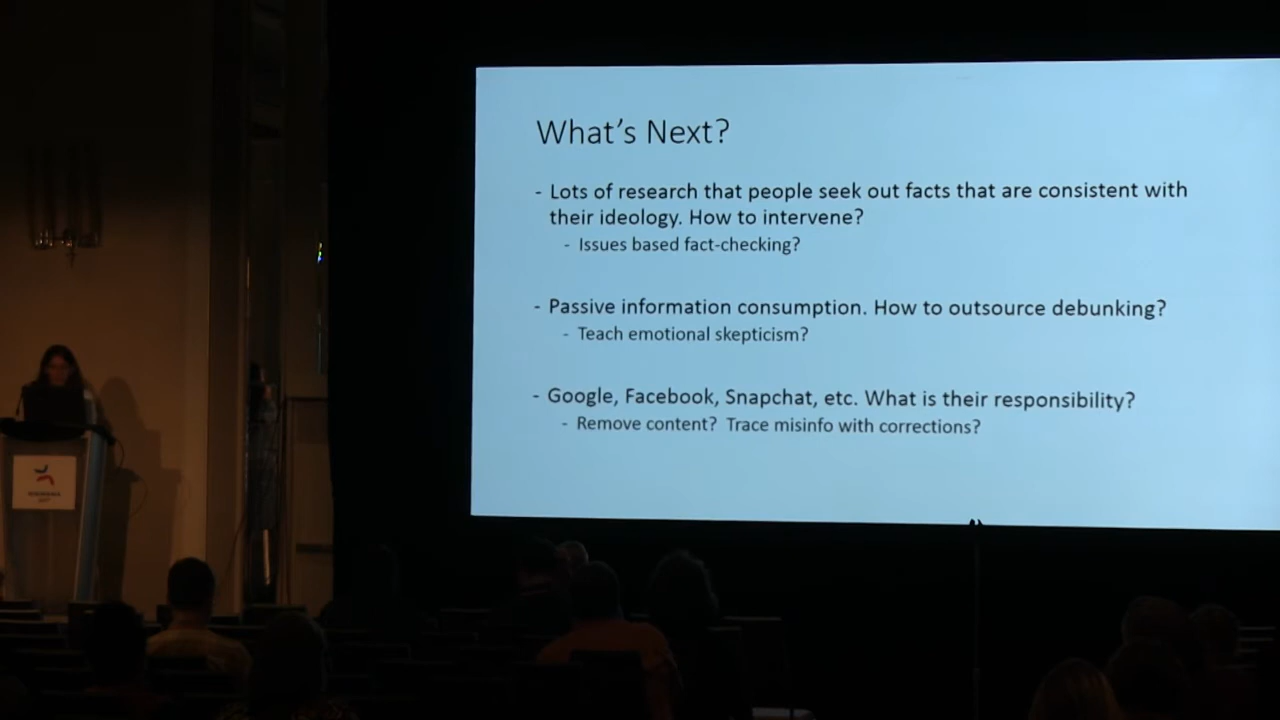 What's Next?
- Lots of research that people seek out facts that are consistent with
their ideology. How to intervene?
- Issues based fact-checking?
- Passive information consumption. How to outsource debunking?
- Teach emotional skepticism?
- Google, Facebook, Snapchat, etc. What is their responsibility?
- Remove content? Trace misinfo with corrections?